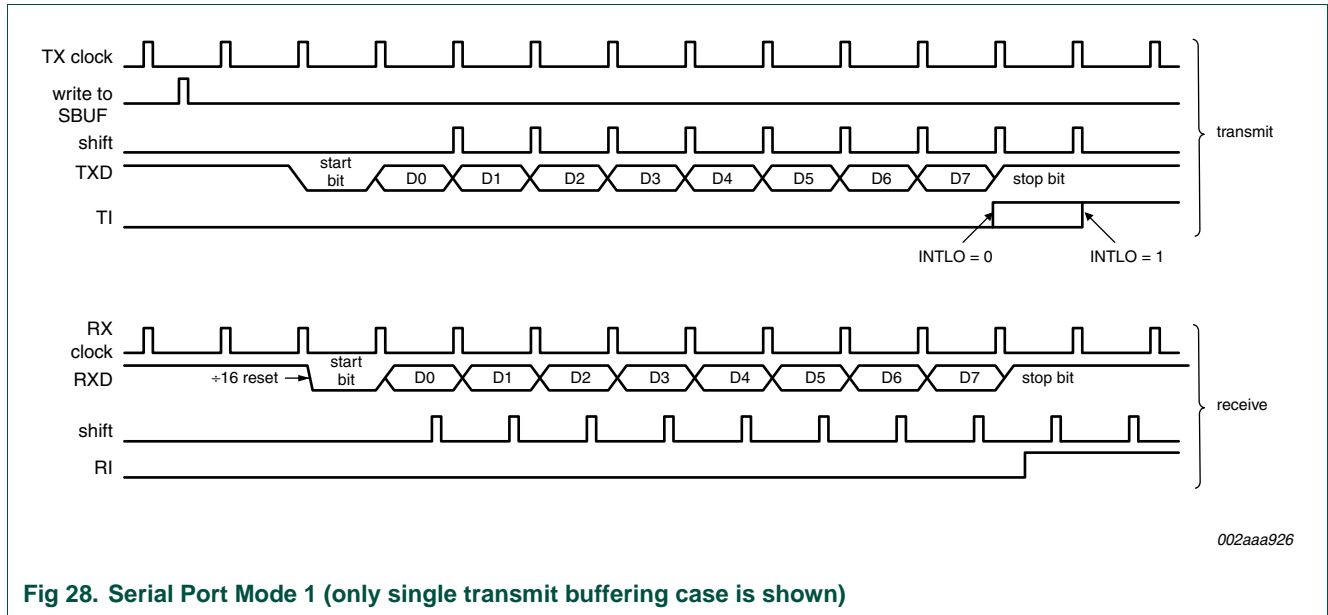 TX clock
write to
SBUF
shift
TXD
start
bit
D0 D1 D2 D3 D4 D5 D6 D7 stop bit
TI
INTLO = 0 INTLO = 1
transmit
RX
clock
RXD
÷16 reset
start
bit
D0 D1 D2 D3 D4 D5 D6 D7 stop bit
shift
RI
receive
002aaa926
Fig 28. Serial Port Mode 1 (only single transmit buffering case is shown)